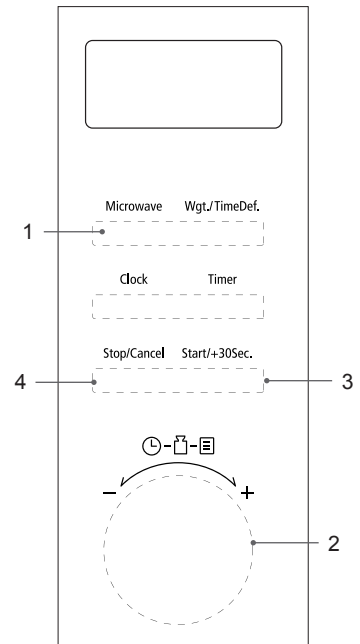 Microwave Wgt./TimeDef.
1
Clock Timer
Stop/Cancel Start/+30Sec.
4 3
- +
2